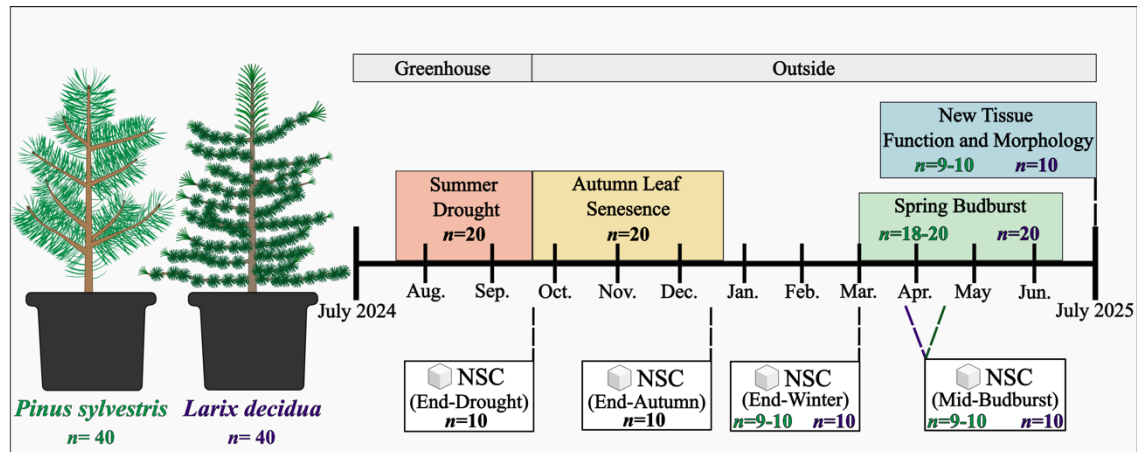 Greenhouse
Outside
New Tissue
Function and Morphology
n=9-10 n=10
Summer
Drought
n=20
Autumn Leaf
Senesence
n=20
Spring Budburst
n=18-20 n=20
July 2024
Aug.
Sep.
Oct.
Nov.
Dec.
Jan.
Feb.
Mar.
Apr.
May
Jun.
July 2025
NSC
(End-Drought)
n=10
NSC
(End-Autumn)
n=10
NSC
(End-Winter)
n=9-10 n=10
NSC
(Mid-Budburst)
n=9-10 n=10
Pinus sylvestris
n= 40
Larix decidua
n= 40